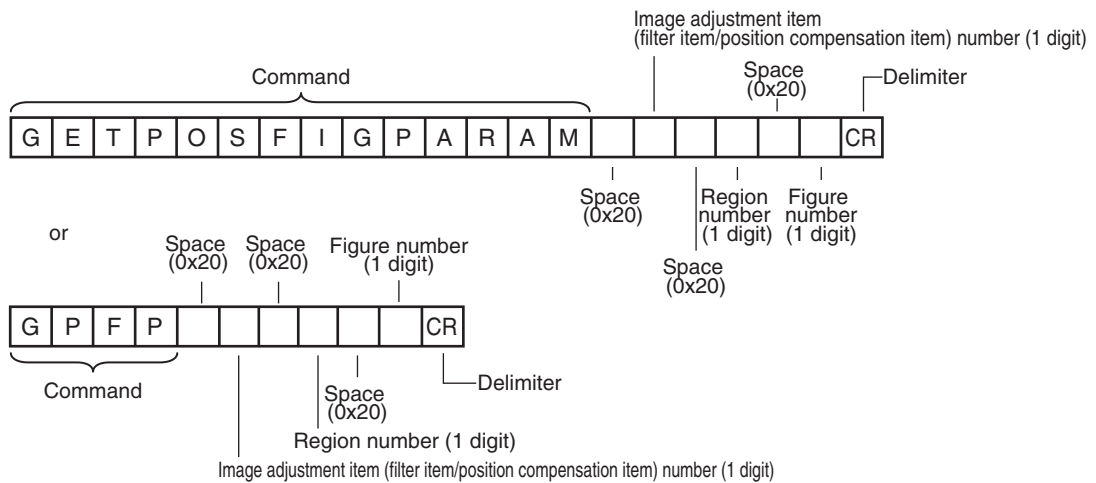 Image adjustment item
(filter item/position compensation item) number (1 digit)
Command
Space
(0x20)
Delimiter
G E T P O S F I G P A R A M CR
Space
(0x20)
Region
number
(1 digit)
Figure
number
(1 digit)
Space
(0x20)
or
Space
(0x20)
Space
(0x20)
Figure number
(1 digit)
G P F P CR
Command
Space
(0x20)
Delimiter
Region number (1 digit)
Image adjustment item (filter item/position compensation item) number (1 digit)